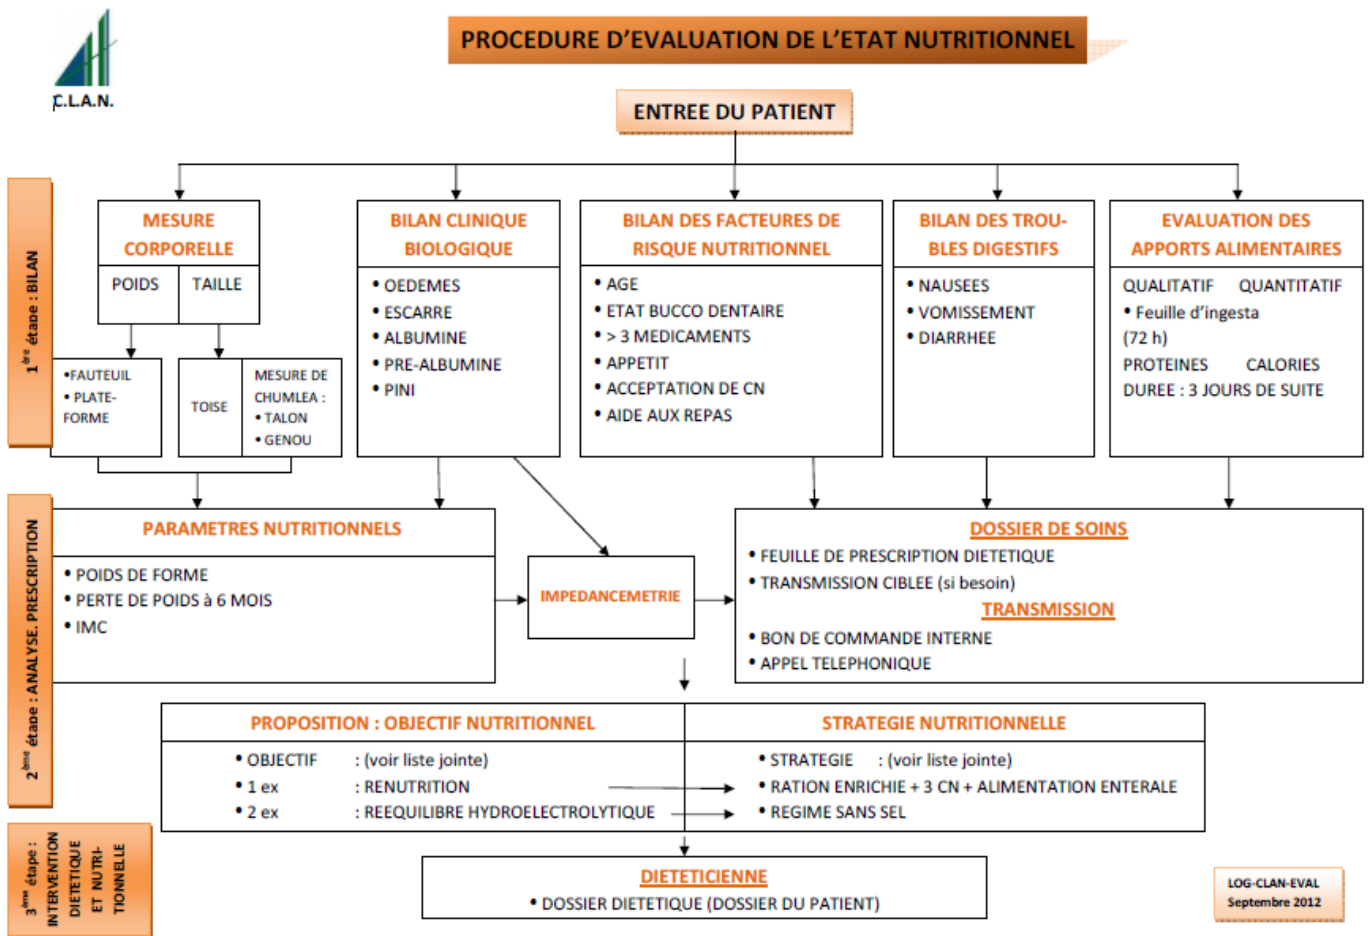 PROCEDURE D'EVALUATION DE L'ETAT NUTRITIONNEL
C.L.A.N.
ENTREE DU PATIENT
1ère étape : BILAN
MESURE
CORPORELLE
POIDS
TAILLE
•FAUTEUIL
• PLATE-
FORME
TOISE
MESURE DE
CHUMLEA :
• TALON
• GENOU
BILAN CLINIQUE
BIOLOGIQUE
• OEDEMES
• ESCARRE
• ALBUMINE
• PRE-ALBUMINE
• PINI
BILAN DES FACTEURES DE
RISQUE NUTRITIONNEL
• AGE
• ETAT BUCCO DENTAIRE
• > 3 MEDICAMENTS
• APPETIT
• ACCEPTATION DE CN
• AIDE AUX REPAS
BILAN DES TROU-
BLES DIGESTIFS
• NAUSEES
• VOMISSEMENT
• DIARRHEE
EVALUATION DES
APPORTS ALIMENTAIRES
QUALITATIF QUANTITATIF
• Feuille d'ingesta
(72 h)
PROTEINES CALORIES
DUREE : 3 JOURS DE SUITE
2ème étape : ANALYSE. PRESCRIPTION
PARAMETRES NUTRITIONNELS
• POIDS DE FORME
• PERTE DE POIDS à 6 MOIS
• IMC
IMPEDANCEMETRIE
DOSSIER DE SOINS
• FEUILLE DE PRESCRIPTION DIETETIQUE
• TRANSMISSION CIBLEE (si besoin)
TRANSMISSION
• BON DE COMMANDE INTERNE
• APPEL TELEPHONIQUE
PROPOSITION : OBJECTIF NUTRITIONNEL
• OBJECTIF : (voir liste jointe)
• 1 ex : RENUTRITION
• 2 ex : REEQUILIBRE HYDROELECTROLYTIQUE
STRATEGIE NUTRITIONNELLE
• STRATEGIE : (voir liste jointe)
• RATION ENRICHIE + 3 CN + ALIMENTATION ENTERALE
• REGIME SANS SEL
3ème étape :
INTERVENTION
DIETETIQUE
ET NUTRI-
TIONNELLE
DIETETICIENNE
• DOSSIER DIETETIQUE (DOSSIER DU PATIENT)
LOG-CLAN-EVAL
Septembre 2012